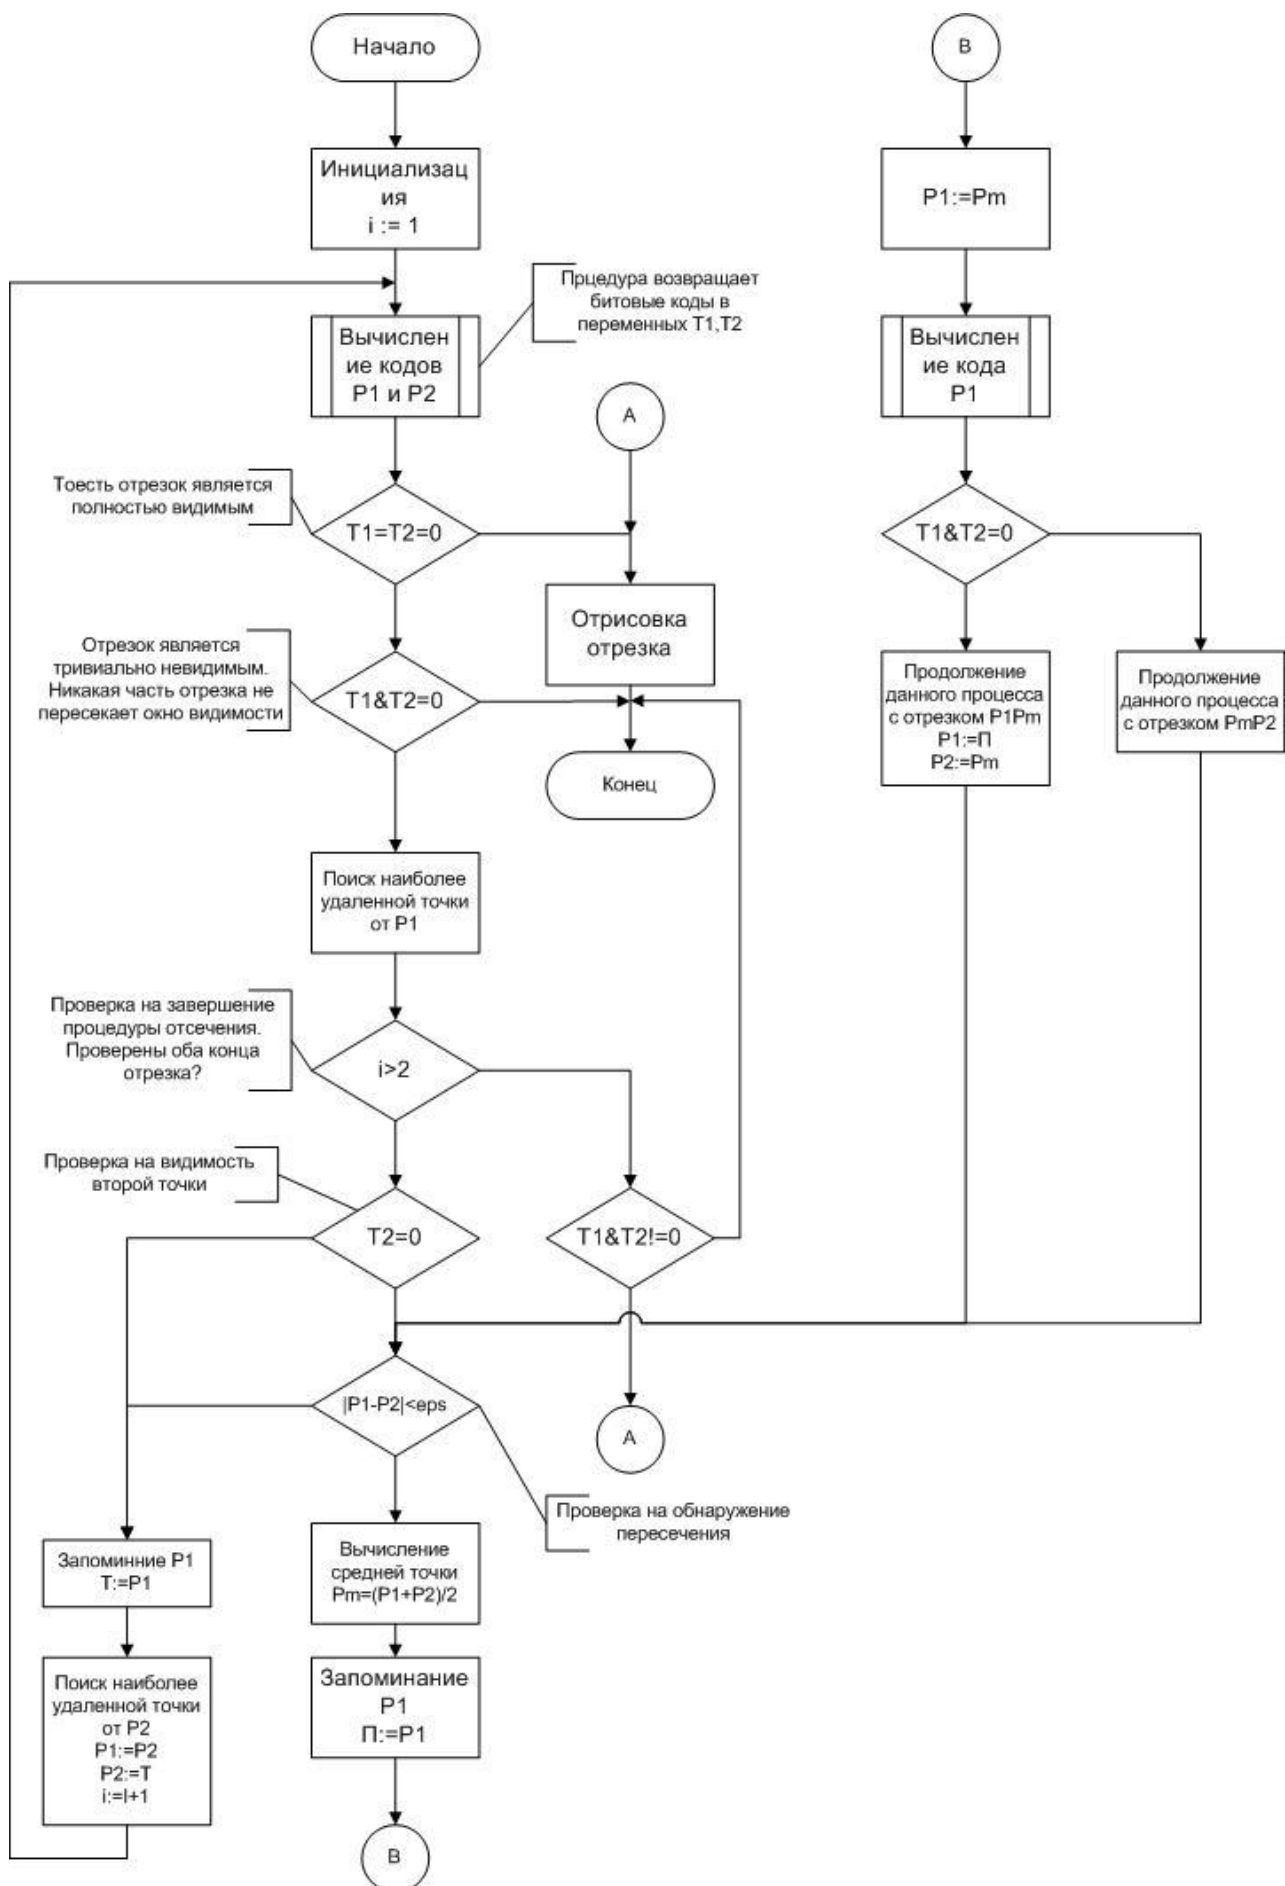 Начало
Инициализац
ия
i := 1
Прцедура возвращает
битовые коды в
переменных T1,T2
Вычислен
ие кодов
P1 и P2
A
Тоесть отрезок является
полностью видимым
T1=T2=0
Отрисовка
отрезка
Отрезок является
тривиально невидимым.
Никакая часть отрезка не
пересекает окно видимости
T1&T2=0
Конец
Поиск наиболее
удаленной точки
от P1
Проверка на завершение
процедуры отсечения.
Проверены оба конца
отрезка?
i>2
Проверка на видимость
второй точки
T2=0
T1&T2!=0
|P1-P2|<eps
A
Проверка на обнаружение
пересечения
Запоминние P1
T:=P1
Вычисление
средней точки
Pm=(P1+P2)/2
Поиск наиболее
удаленной точки
от P2
P1:=P2
P2:=T
i:=I+1
Запоминание
P1
П:=P1
B
B
P1:=Pm
Вычислен
ие кода
P1
T1&T2=0
Продолжение
данного процесса
с отрезком P1Pm
P1:=П
P2:=Pm
Продолжение
данного процесса
с отрезком PmP2